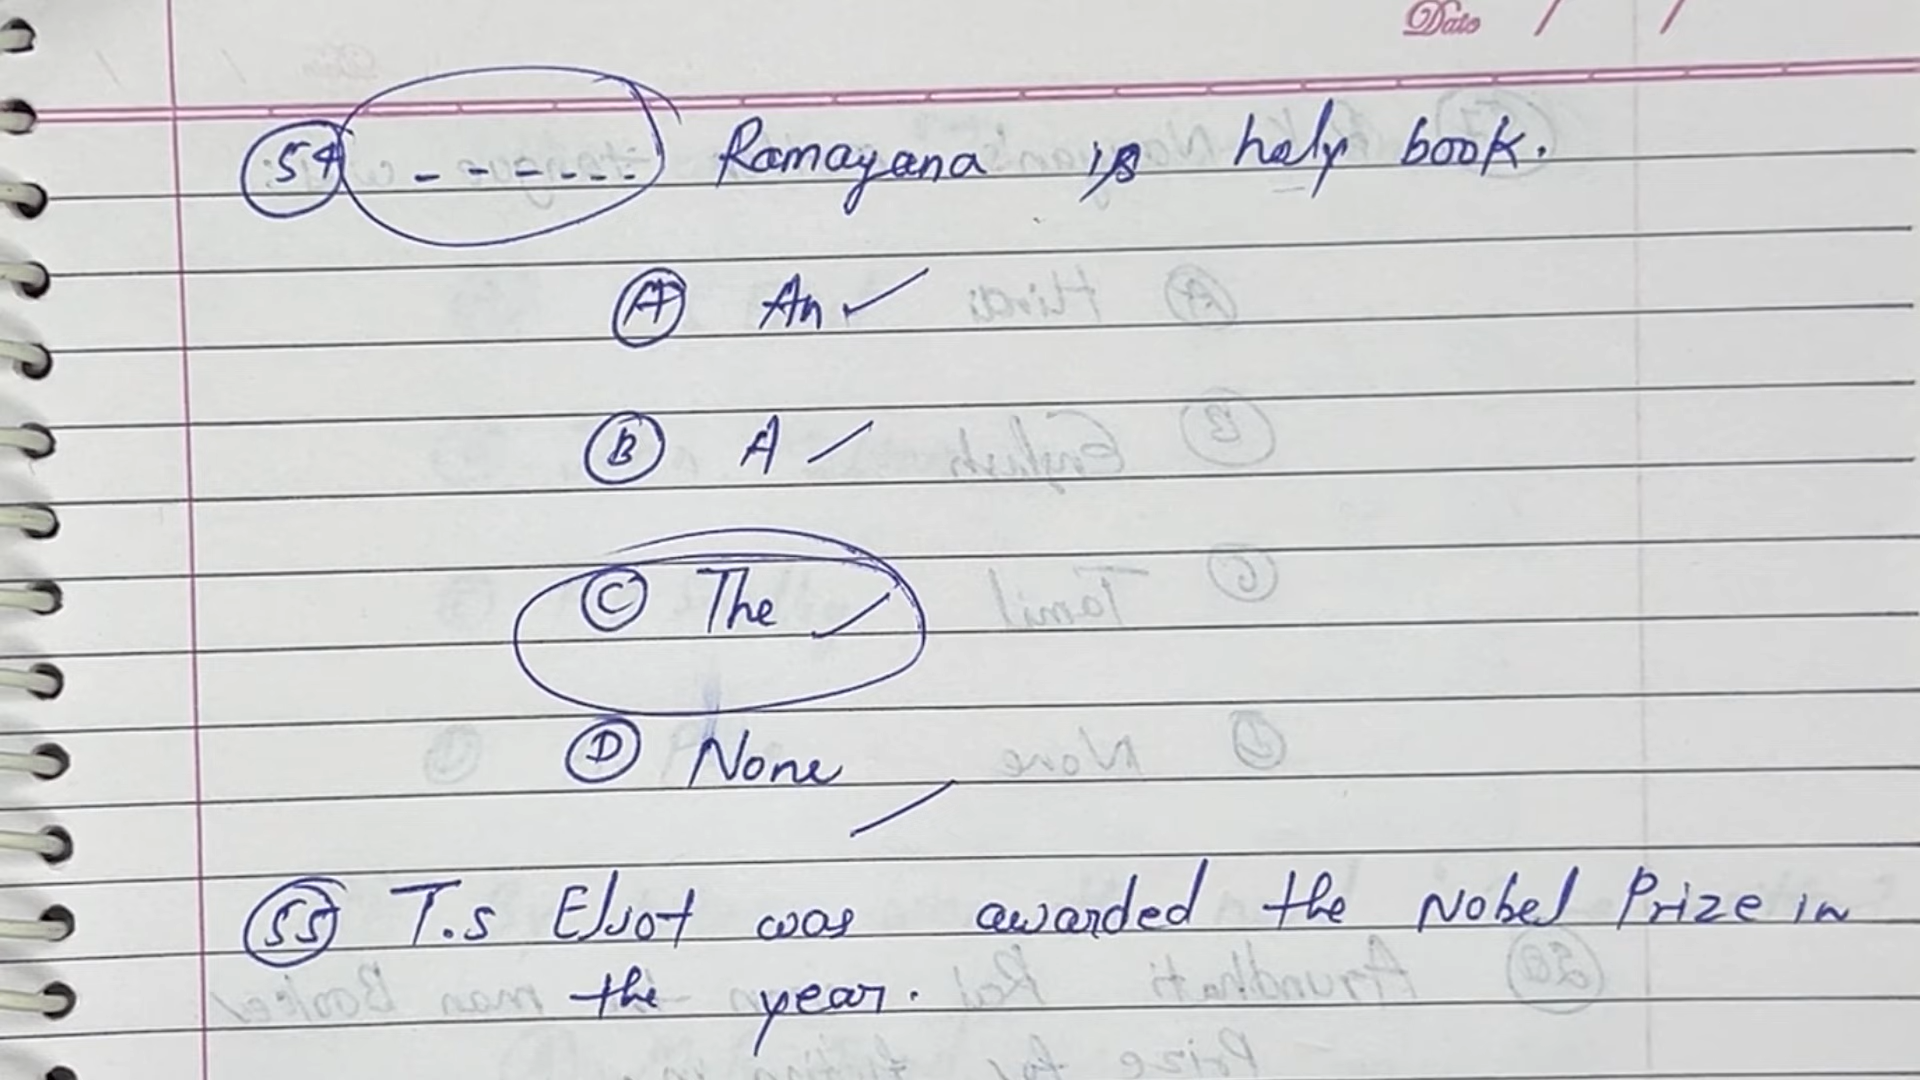 Date / /
54 ------- Ramayana is holy book.
A An
B A
C The
D None
55 T.s Eliot was awarded the Nobel Prize in
the year.